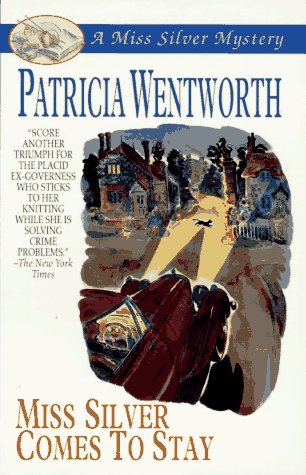 A Miss Silver Mystery
PATRICIA WENTWORTH
"SCORE
ANOTHER
TRIUMPH FOR
THE PLACID
EX-GOVERNESS
WHO STICKS
TO HER
KNITTING
WHILE SHE IS
SOLVING
CRIME
PROBLEMS."
–The New York
Times
MISS SILVER
COMES TO STAY